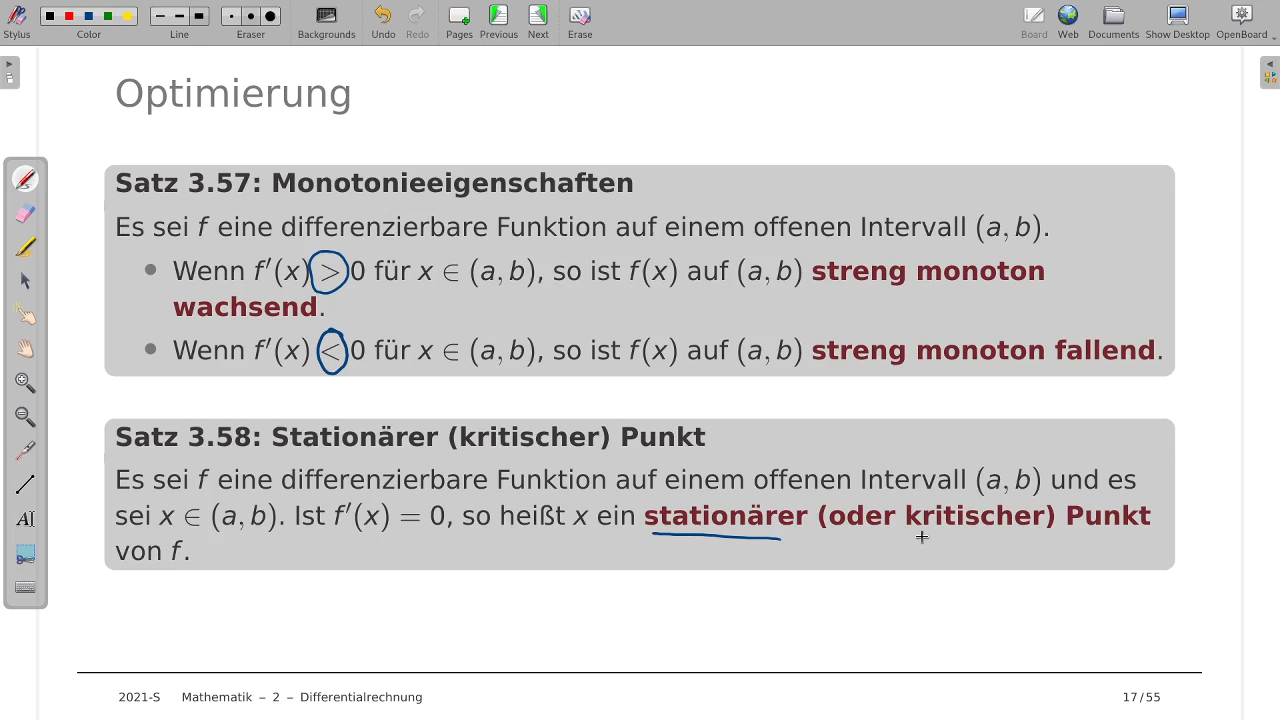 Stylus Color Line Eraser Backgrounds Undo Redo Pages Previous Next Erase Board Web Documents Show Desktop OpenBoard
Optimierung
Satz 3.57: Monotonieeigenschaften
Es sei f eine differenzierbare Funktion auf einem offenen Intervall (a, b).
• Wenn f′(x) > 0 für x ∈ (a, b), so ist f(x) auf (a, b) streng monoton
wachsend.
• Wenn f′(x) < 0 für x ∈ (a, b), so ist f(x) auf (a, b) streng monoton fallend.
Satz 3.58: Stationärer (kritischer) Punkt
Es sei f eine differenzierbare Funktion auf einem offenen Intervall (a, b) und es
sei x ∈ (a, b). Ist f′(x) = 0, so heißt x ein stationärer (oder kritischer) Punkt
von f.
2021-S Mathematik – 2 – Differentialrechnung 17 / 55